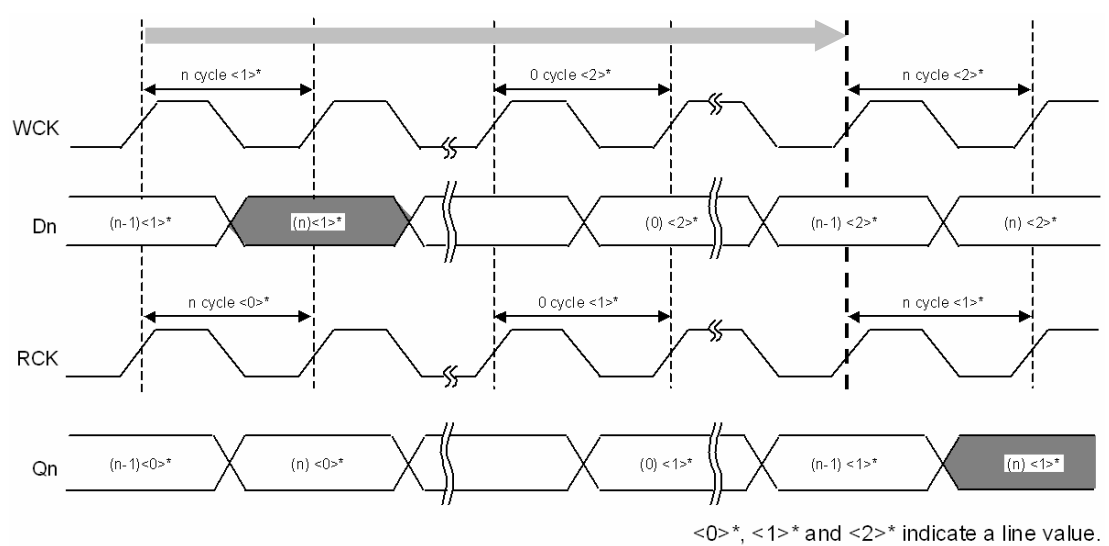 n cycle <1>* 0 cycle <2>* n cycle <2>*
WCK
Dn (n-1)<1>* (n)<1>* (0) <2>* (n-1) <2>* (n) <2>*
n cycle <0>* 0 cycle <1>* n cycle <1>*
RCK
Qn (n-1)<0>* (n) <0>* (0) <1>* (n-1) <1>* (n) <1>*
<0>*, <1>* and <2>* indicate a line value.